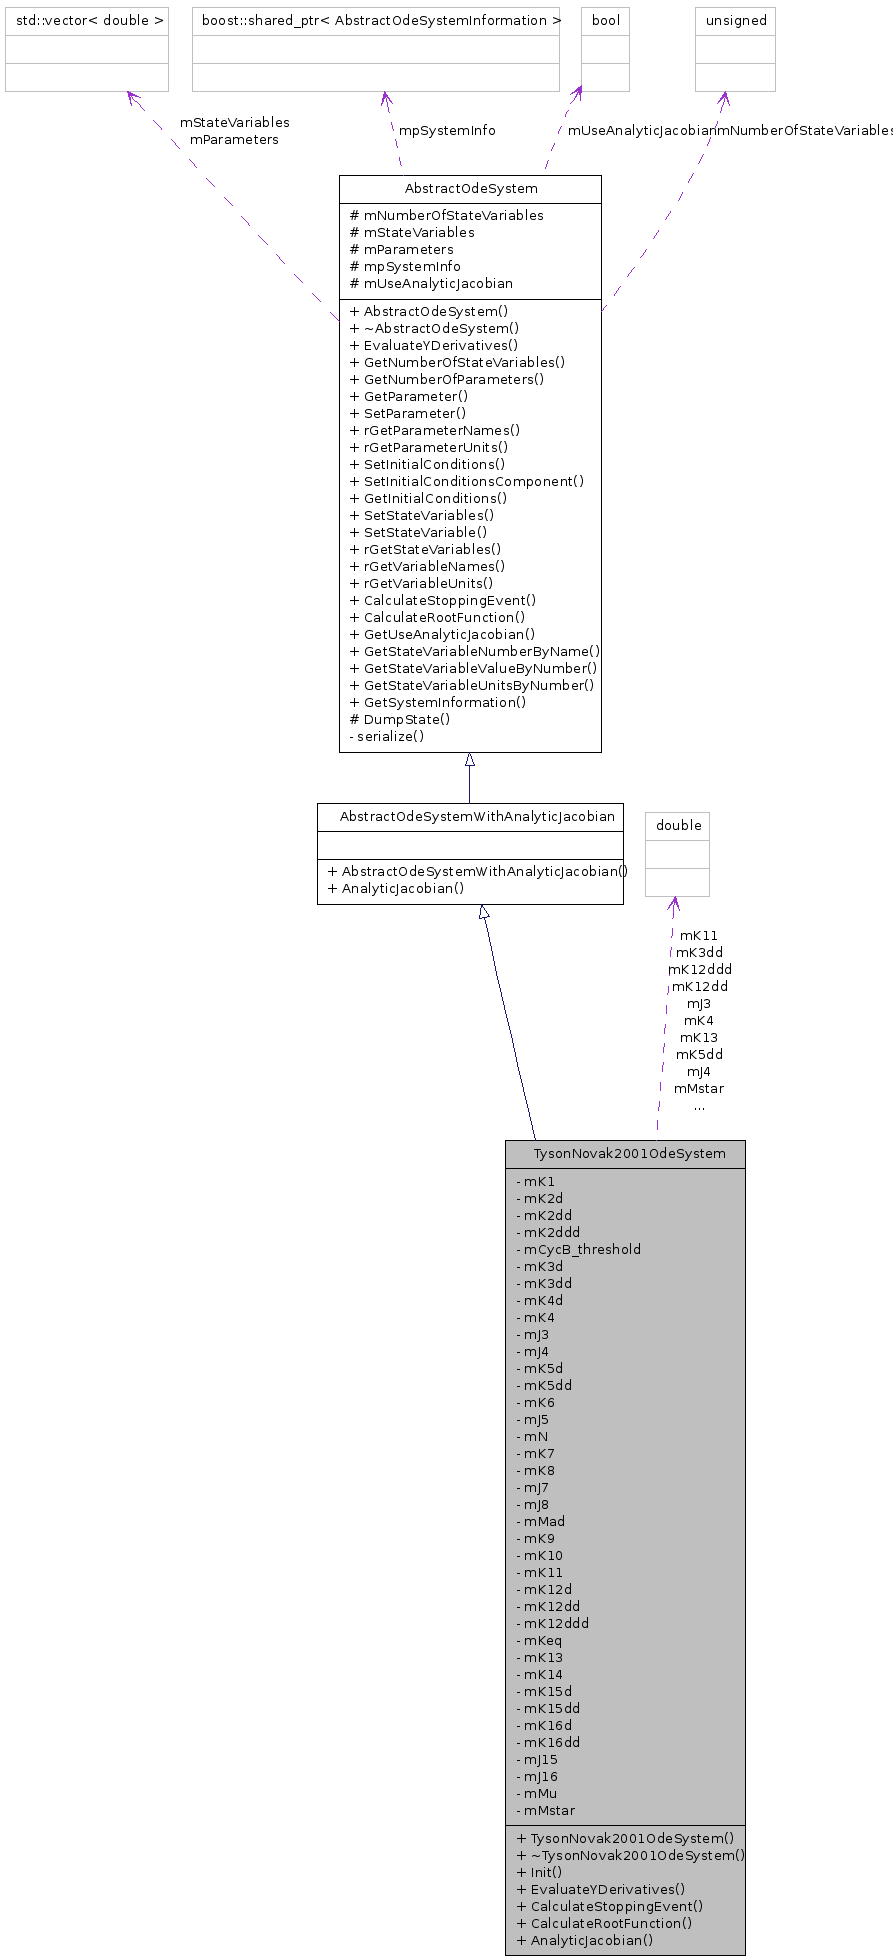 std::vector< double >
boost::shared_ptr< AbstractOdeSystemInformation >
bool
unsigned
mStateVariables
mParameters
mpSystemInfo
mUseAnalyticJacobian
mNumberOfStateVariables
AbstractOdeSystem
# mNumberOfStateVariables
# mStateVariables
# mParameters
# mpSystemInfo
# mUseAnalyticJacobian
+ AbstractOdeSystem()
+ ~AbstractOdeSystem()
+ EvaluateYDerivatives()
+ GetNumberOfStateVariables()
+ GetNumberOfParameters()
+ GetParameter()
+ SetParameter()
+ rGetParameterNames()
+ rGetParameterUnits()
+ SetInitialConditions()
+ SetInitialConditionsComponent()
+ GetInitialConditions()
+ SetStateVariables()
+ SetStateVariable()
+ rGetStateVariables()
+ rGetVariableNames()
+ rGetVariableUnits()
+ CalculateStoppingEvent()
+ CalculateRootFunction()
+ GetUseAnalyticJacobian()
+ GetStateVariableNumberByName()
+ GetStateVariableValueByNumber()
+ GetStateVariableUnitsByNumber()
+ GetSystemInformation()
# DumpState()
- serialize()
AbstractOdeSystemWithAnalyticJacobian
+ AbstractOdeSystemWithAnalyticJacobian()
+ AnalyticJacobian()
double
mK11
mK3dd
mK12ddd
mK12dd
mJ3
mK4
mK13
mK5dd
mJ4
mMstar
...
TysonNovak2001OdeSystem
- mK1
- mK2d
- mK2dd
- mK2ddd
- mCycB_threshold
- mK3d
- mK3dd
- mK4d
- mK4
- mJ3
- mJ4
- mK5d
- mK5dd
- mK6
- mJ5
- mN
- mK7
- mK8
- mJ7
- mJ8
- mMad
- mK9
- mK10
- mK11
- mK12d
- mK12dd
- mK12ddd
- mKeq
- mK13
- mK14
- mK15d
- mK15dd
- mK16d
- mK16dd
- mJ15
- mJ16
- mMu
- mMstar
+ TysonNovak2001OdeSystem()
+ ~TysonNovak2001OdeSystem()
+ Init()
+ EvaluateYDerivatives()
+ CalculateStoppingEvent()
+ CalculateRootFunction()
+ AnalyticJacobian()